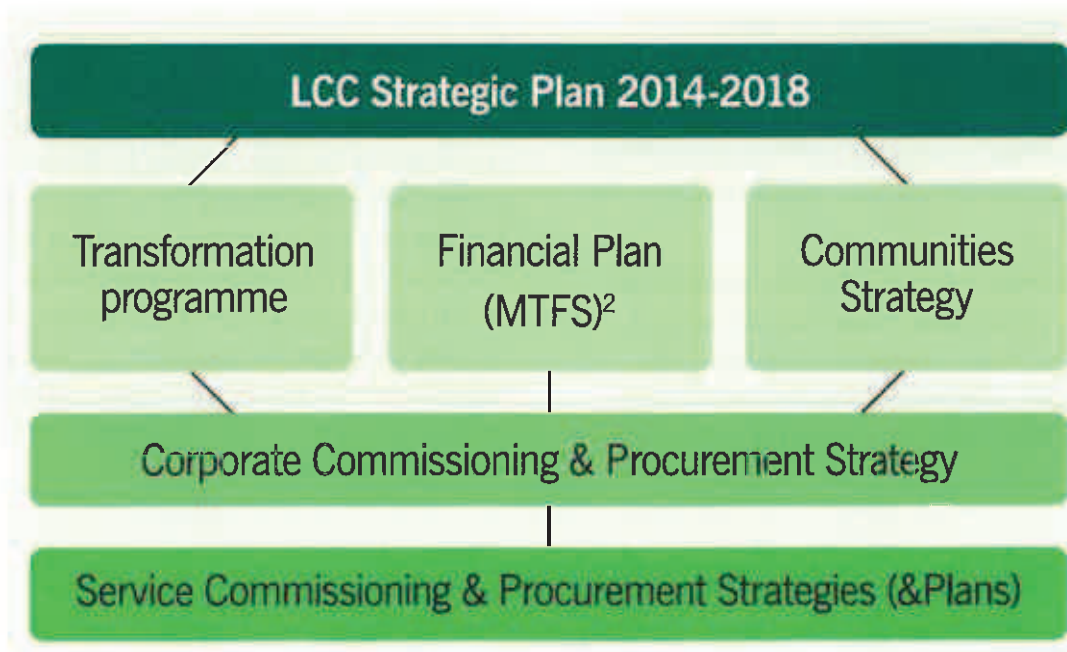 LCC Strategic Plan 2014-2018
Transformation
programme
Financial Plan
(MTFS)²
Communities
Strategy
Corporate Commissioning & Procurement Strategy
Service Commissioning & Procurement Strategies (&Plans)